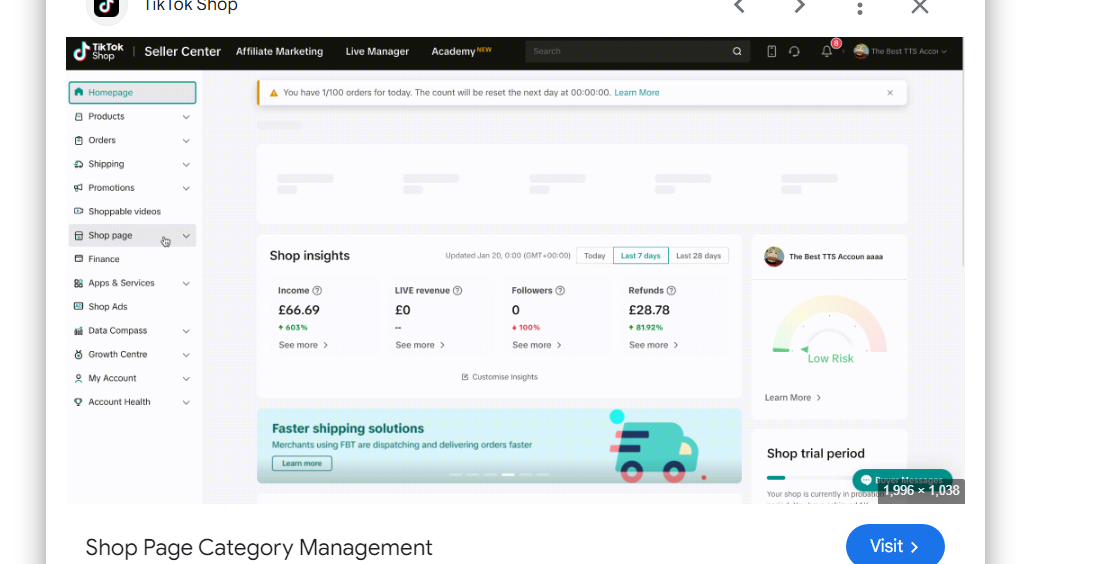 TikTok Shop
TikTok Shop | Seller Center Affiliate Marketing Live Manager Academy NEW Search 8 The Best TTS Accou
Homepage
You have 1/100 orders for today. The count will be reset the next day at 00:00:00. Learn More
Products
Orders
Shipping
Promotions
Shoppable videos
Shop page
Finance
Apps & Services
Shop Ads
Data Compass
Growth Centre
My Account
Account Health
Shop insights
Updated Jan 20, 0:00 (GMT+00:00) Today Last 7 days Last 28 days
Income LIVE revenue Followers Refunds
£66.69 £0 0 £28.78
603% -- 100% 81.92%
See more See more See more See more
Customise Insights
The Best TTS Accoun aaaa
Low Risk
Learn More
Faster shipping solutions
Merchants using FBT are dispatching and delivering orders faster
Learn more
Shop trial period
Buyer Messages
Your shop is currently in probation
1,996 × 1,038
Shop Page Category Management
Visit